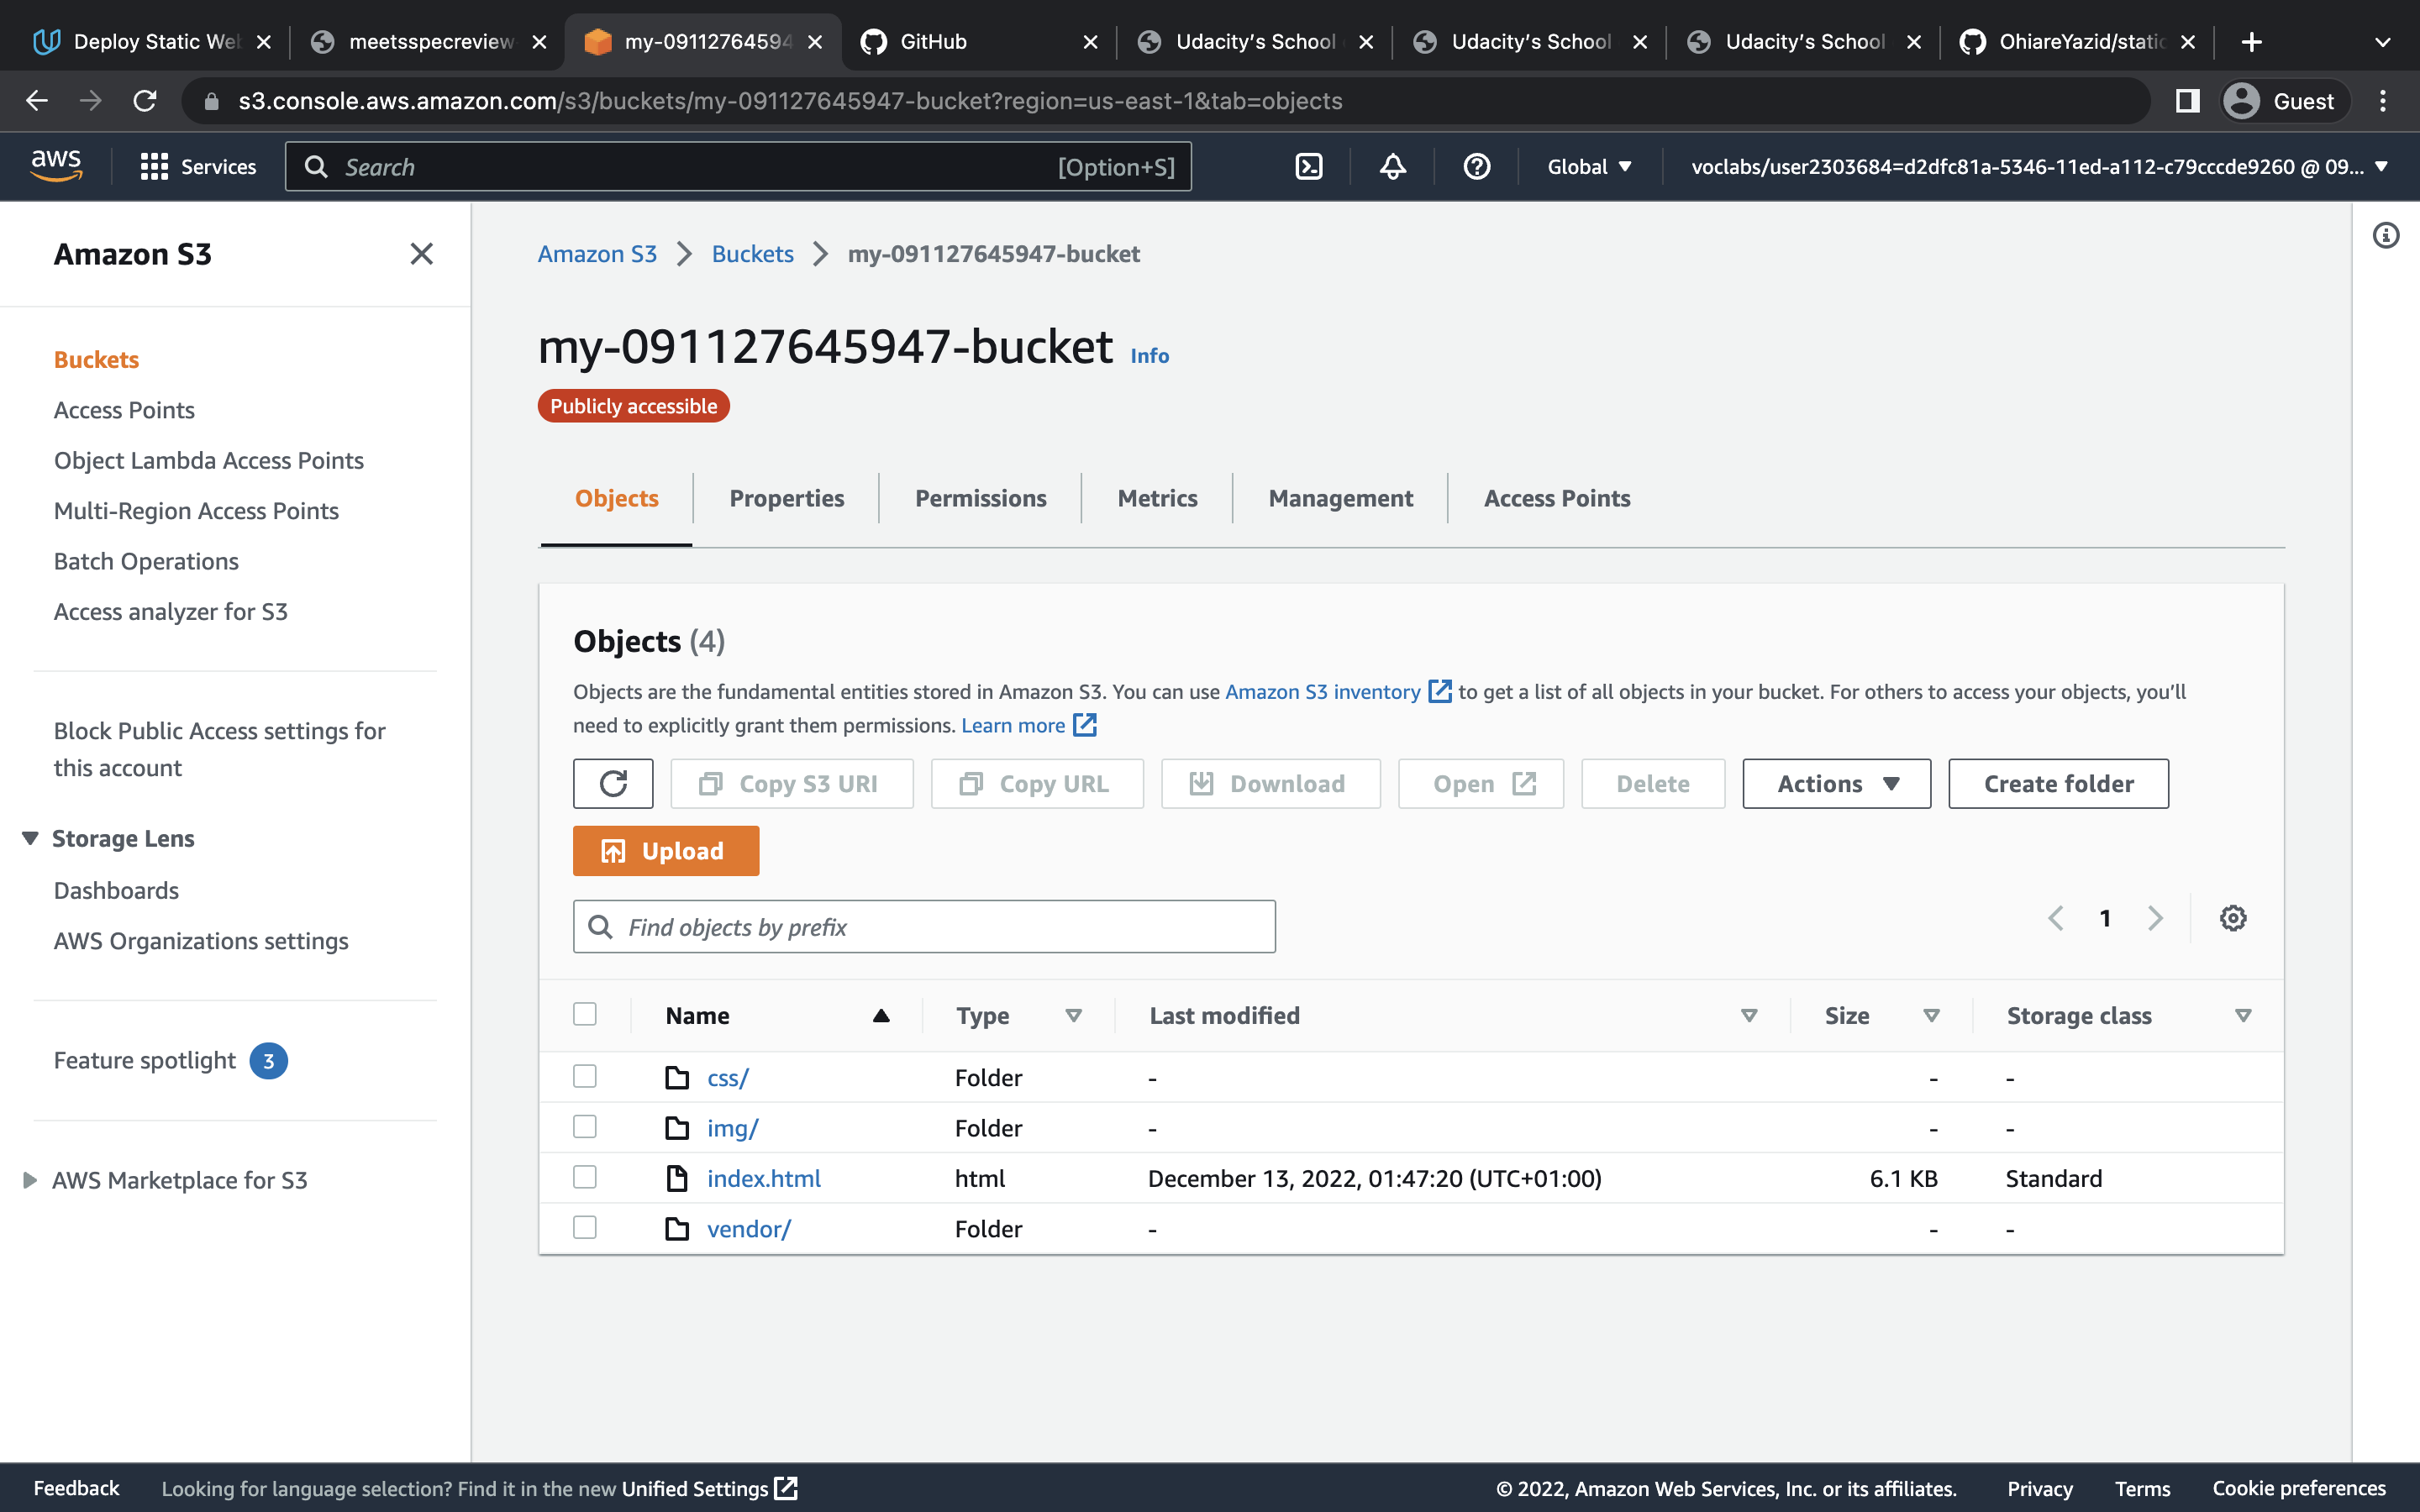 Deploy Static Web
meetsspecreview
my-09112764594
GitHub
Udacity's School
Udacity's School
Udacity's School
OhiareYazid/static
s3.console.aws.amazon.com/s3/buckets/my-091127645947-bucket?region=us-east-1&tab=objects
Guest
aws
Services
Search
[Option+S]
Global
voclabs/user2303684=d2dfc81a-5346-11ed-a112-c79cccde9260 @ 09...
Amazon S3
Buckets
Access Points
Object Lambda Access Points
Multi-Region Access Points
Batch Operations
Access analyzer for S3
Block Public Access settings for
this account
Storage Lens
Dashboards
AWS Organizations settings
Feature spotlight 3
AWS Marketplace for S3
Amazon S3 > Buckets > my-091127645947-bucket
my-091127645947-bucket Info
Publicly accessible
Objects
Properties
Permissions
Metrics
Management
Access Points
Objects (4)
Objects are the fundamental entities stored in Amazon S3. You can use Amazon S3 inventory to get a list of all objects in your bucket. For others to access your objects, you'll
need to explicitly grant them permissions. Learn more
Copy S3 URI
Copy URL
Download
Open
Delete
Actions
Create folder
Upload
Find objects by prefix
1
Name Type Last modified Size Storage class
css/ Folder - - -
img/ Folder - - -
index.html html December 13, 2022, 01:47:20 (UTC+01:00) 6.1 KB Standard
vendor/ Folder - - -
Feedback
Looking for language selection? Find it in the new Unified Settings
© 2022, Amazon Web Services, Inc. or its affiliates.
Privacy
Terms
Cookie preferences